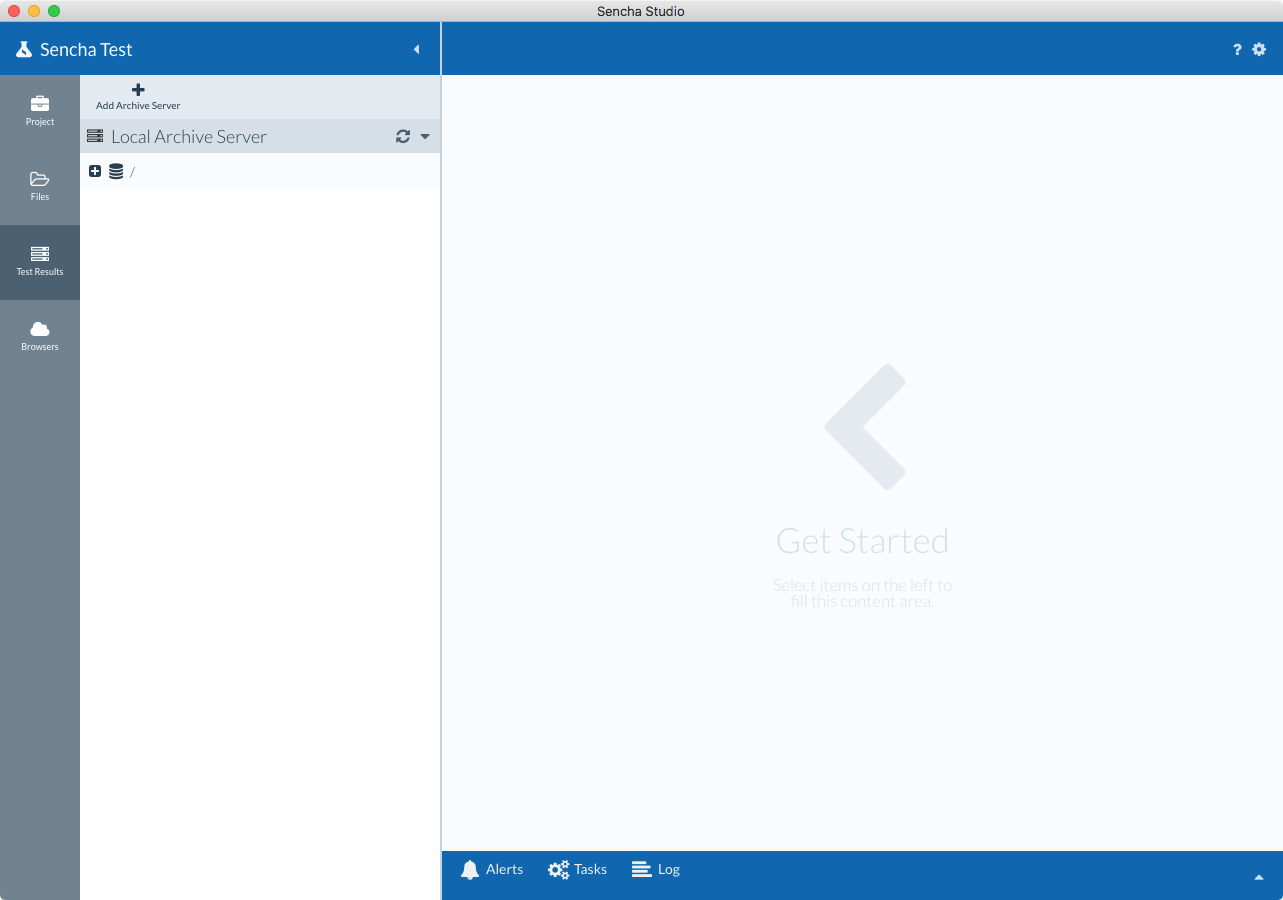 Sencha Studio
Sencha Test
?
Project
Files
Test Results
Browsers
Add Archive Server
Local Archive Server
/
Get Started
Select items on the left to
fill this content area.
Alerts
Tasks
Log